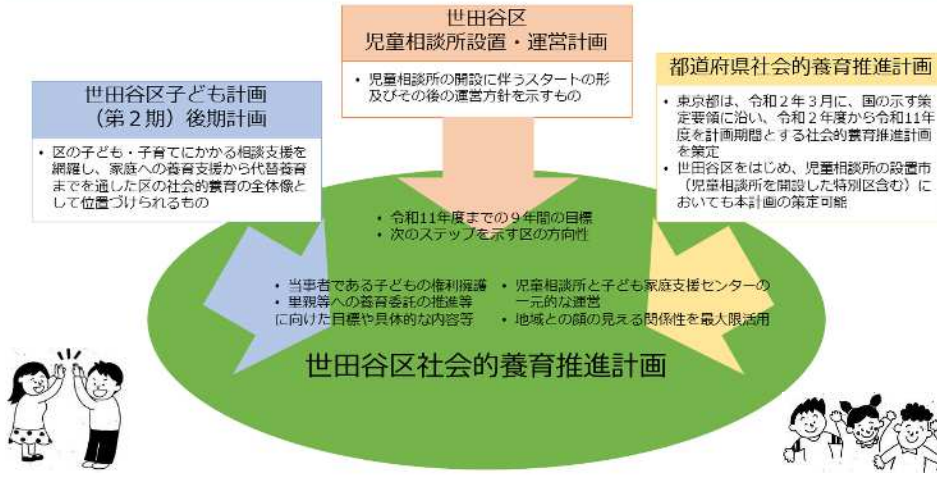 世田谷区
児童相談所設置・運営計画
• 児童相談所の開設に伴うスタートの形
及びその後の運営方針を示すもの
世田谷区子ども計画
（第２期）後期計画
• 区の子ども・子育てにかかる相談支援を
網羅し、家庭への養育支援から代替養育
までを通した区の社会的養育の全体像と
して位置づけられるもの
都道府県社会的養育推進計画
• 東京都は、令和２年３月に、国の示す策
定要領に沿い、令和２年度から令和11年
度を計画期間とする社会的養育推進計画
を策定
• 世田谷区をはじめ、児童相談所の設置市
（児童相談所を開設した特別区含む）に
おいても本計画の策定可能
• 令和11年度までの９年間の目標
• 次のステップを示す区の方向性
• 当事者である子どもの権利擁護
• 里親等への養育委託の推進等
に向けた目標や具体的な内容等
• 児童相談所と子ども家庭支援センターの
一元的な運営
• 地域との顔の見える関係性を最大限活用
世田谷区社会的養育推進計画